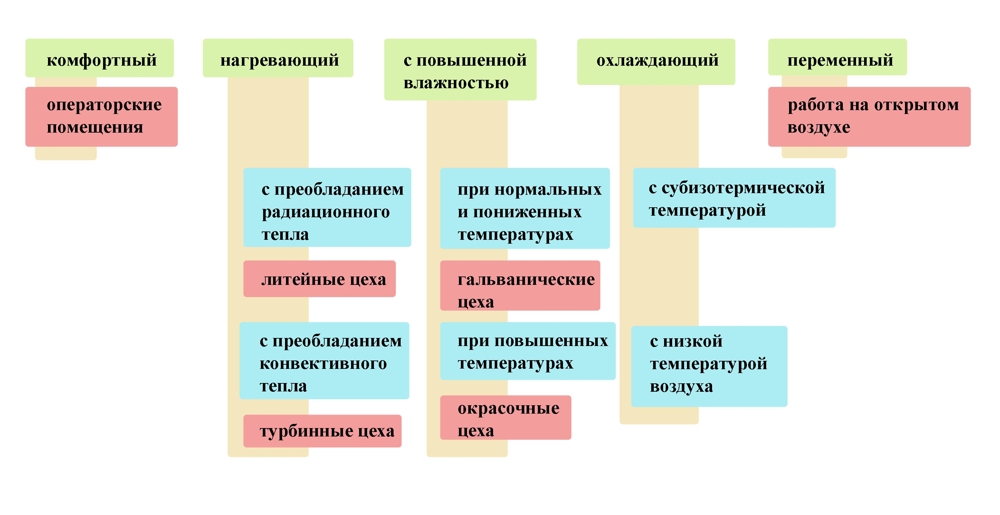 комфортный
операторские
помещения
нагревающий
с преобладанием
радиационного
тепла
литейные цеха
с преобладанием
конвективного
тепла
турбинные цеха
с повышенной
влажностью
при нормальных
и пониженных
температурах
гальванические
цеха
при повышенных
температурах
окрасочные
цеха
охлаждающий
с субизотермической
температурой
с низкой
температурой
воздуха
переменный
работа на открытом
воздухе